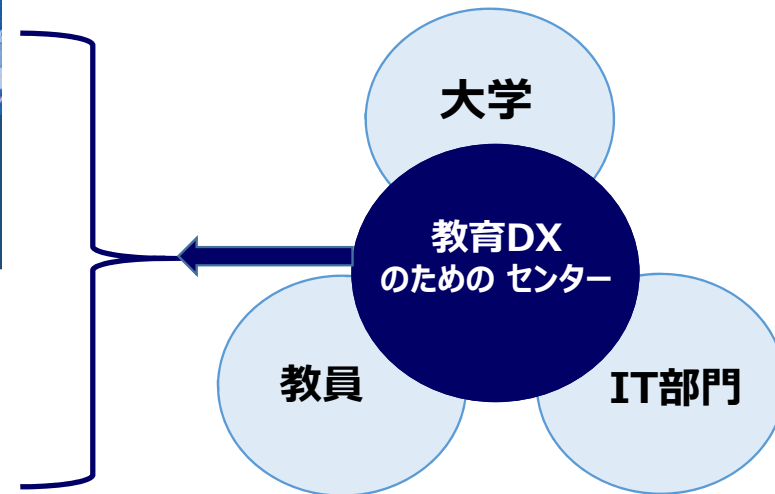 大学
教育DX
のための センター
教員
IT部門